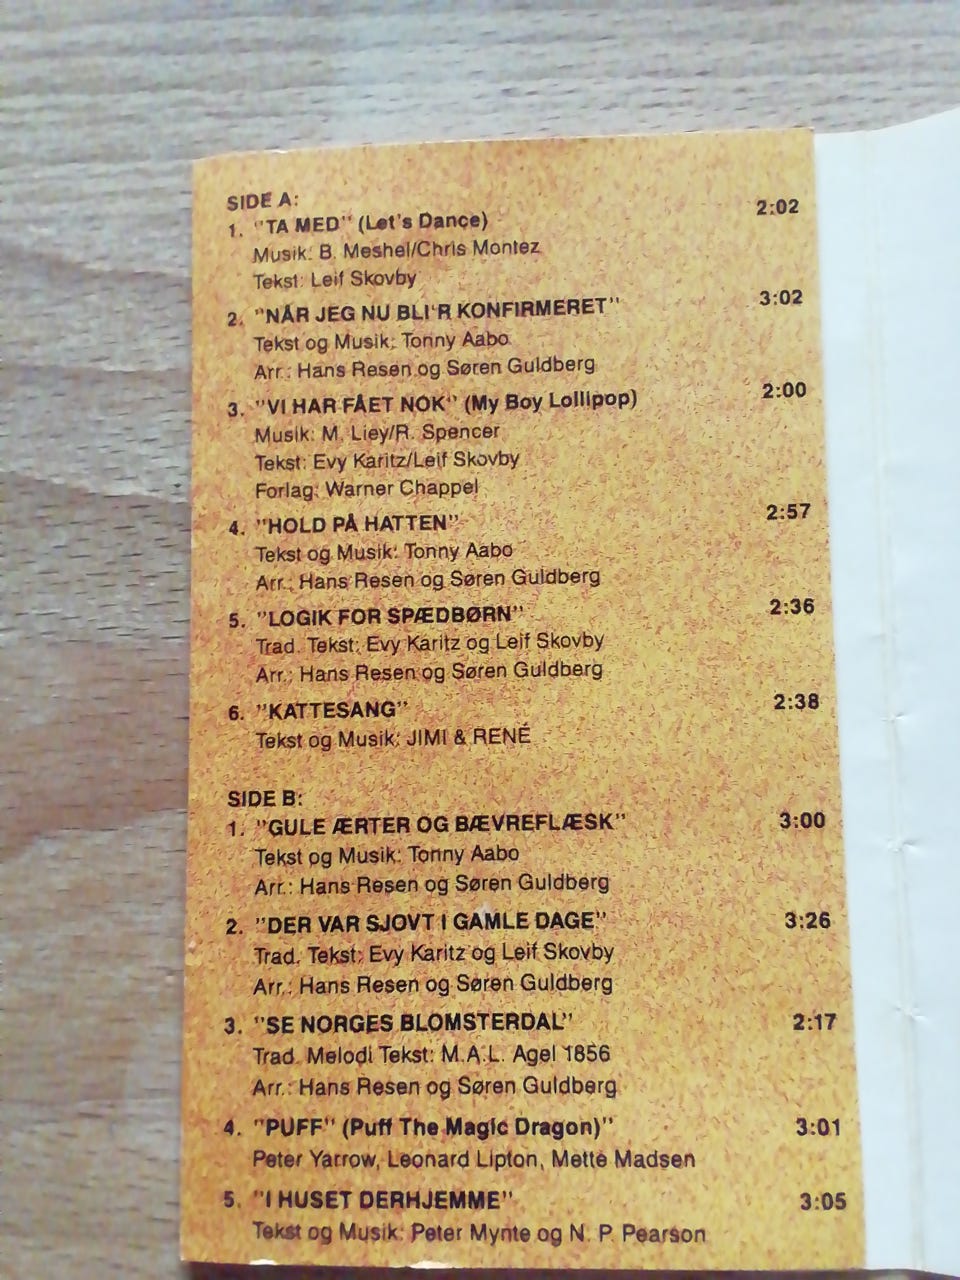 SIDE A:
1. "TA MED" (Let's Dance) 2:02
Musik: B. Meshel/Chris Montez
Tekst: Leif Skovby
2. "NÅR JEG NU BLI'R KONFIRMERET" 3:02
Tekst og Musik: Tonny Aabo
Arr.: Hans Resen og Søren Guldberg
3. "VI HAR FÅET NOK" (My Boy Lollipop) 2:00
Musik: M. Liey/R. Spencer
Tekst: Evy Karitz/Leif Skovby
Forlag: Warner Chappel
4. "HOLD PÅ HATTEN" 2:57
Tekst og Musik: Tonny Aabo
Arr.: Hans Resen og Søren Guldberg
5. "LOGIK FOR SPÆDBØRN" 2:36
Trad. Tekst: Evy Karitz og Leif Skovby
Arr.: Hans Resen og Søren Guldberg
6. "KATTESANG" 2:38
Tekst og Musik: JIMI & RENÉ
SIDE B:
1. "GULE ÆRTER OG BÆVREFLÆSK" 3:00
Tekst og Musik: Tonny Aabo
Arr.: Hans Resen og Søren Guldberg
2. "DER VAR SJOVT I GAMLE DAGE" 3:26
Trad. Tekst: Evy Karitz og Leif Skovby
Arr.: Hans Resen og Søren Guldberg
3. "SE NORGES BLOMSTERDAL" 2:17
Trad. Melodi Tekst: M.A.L. Agel 1856
Arr.: Hans Resen og Søren Guldberg
4. "PUFF" (Puff The Magic Dragon)" 3:01
Peter Yarrow, Leonard Lipton, Mette Madsen
5. "I HUSET DERHJEMME" 3:05
Tekst og Musik: Peter Mynte og N. P. Pearson